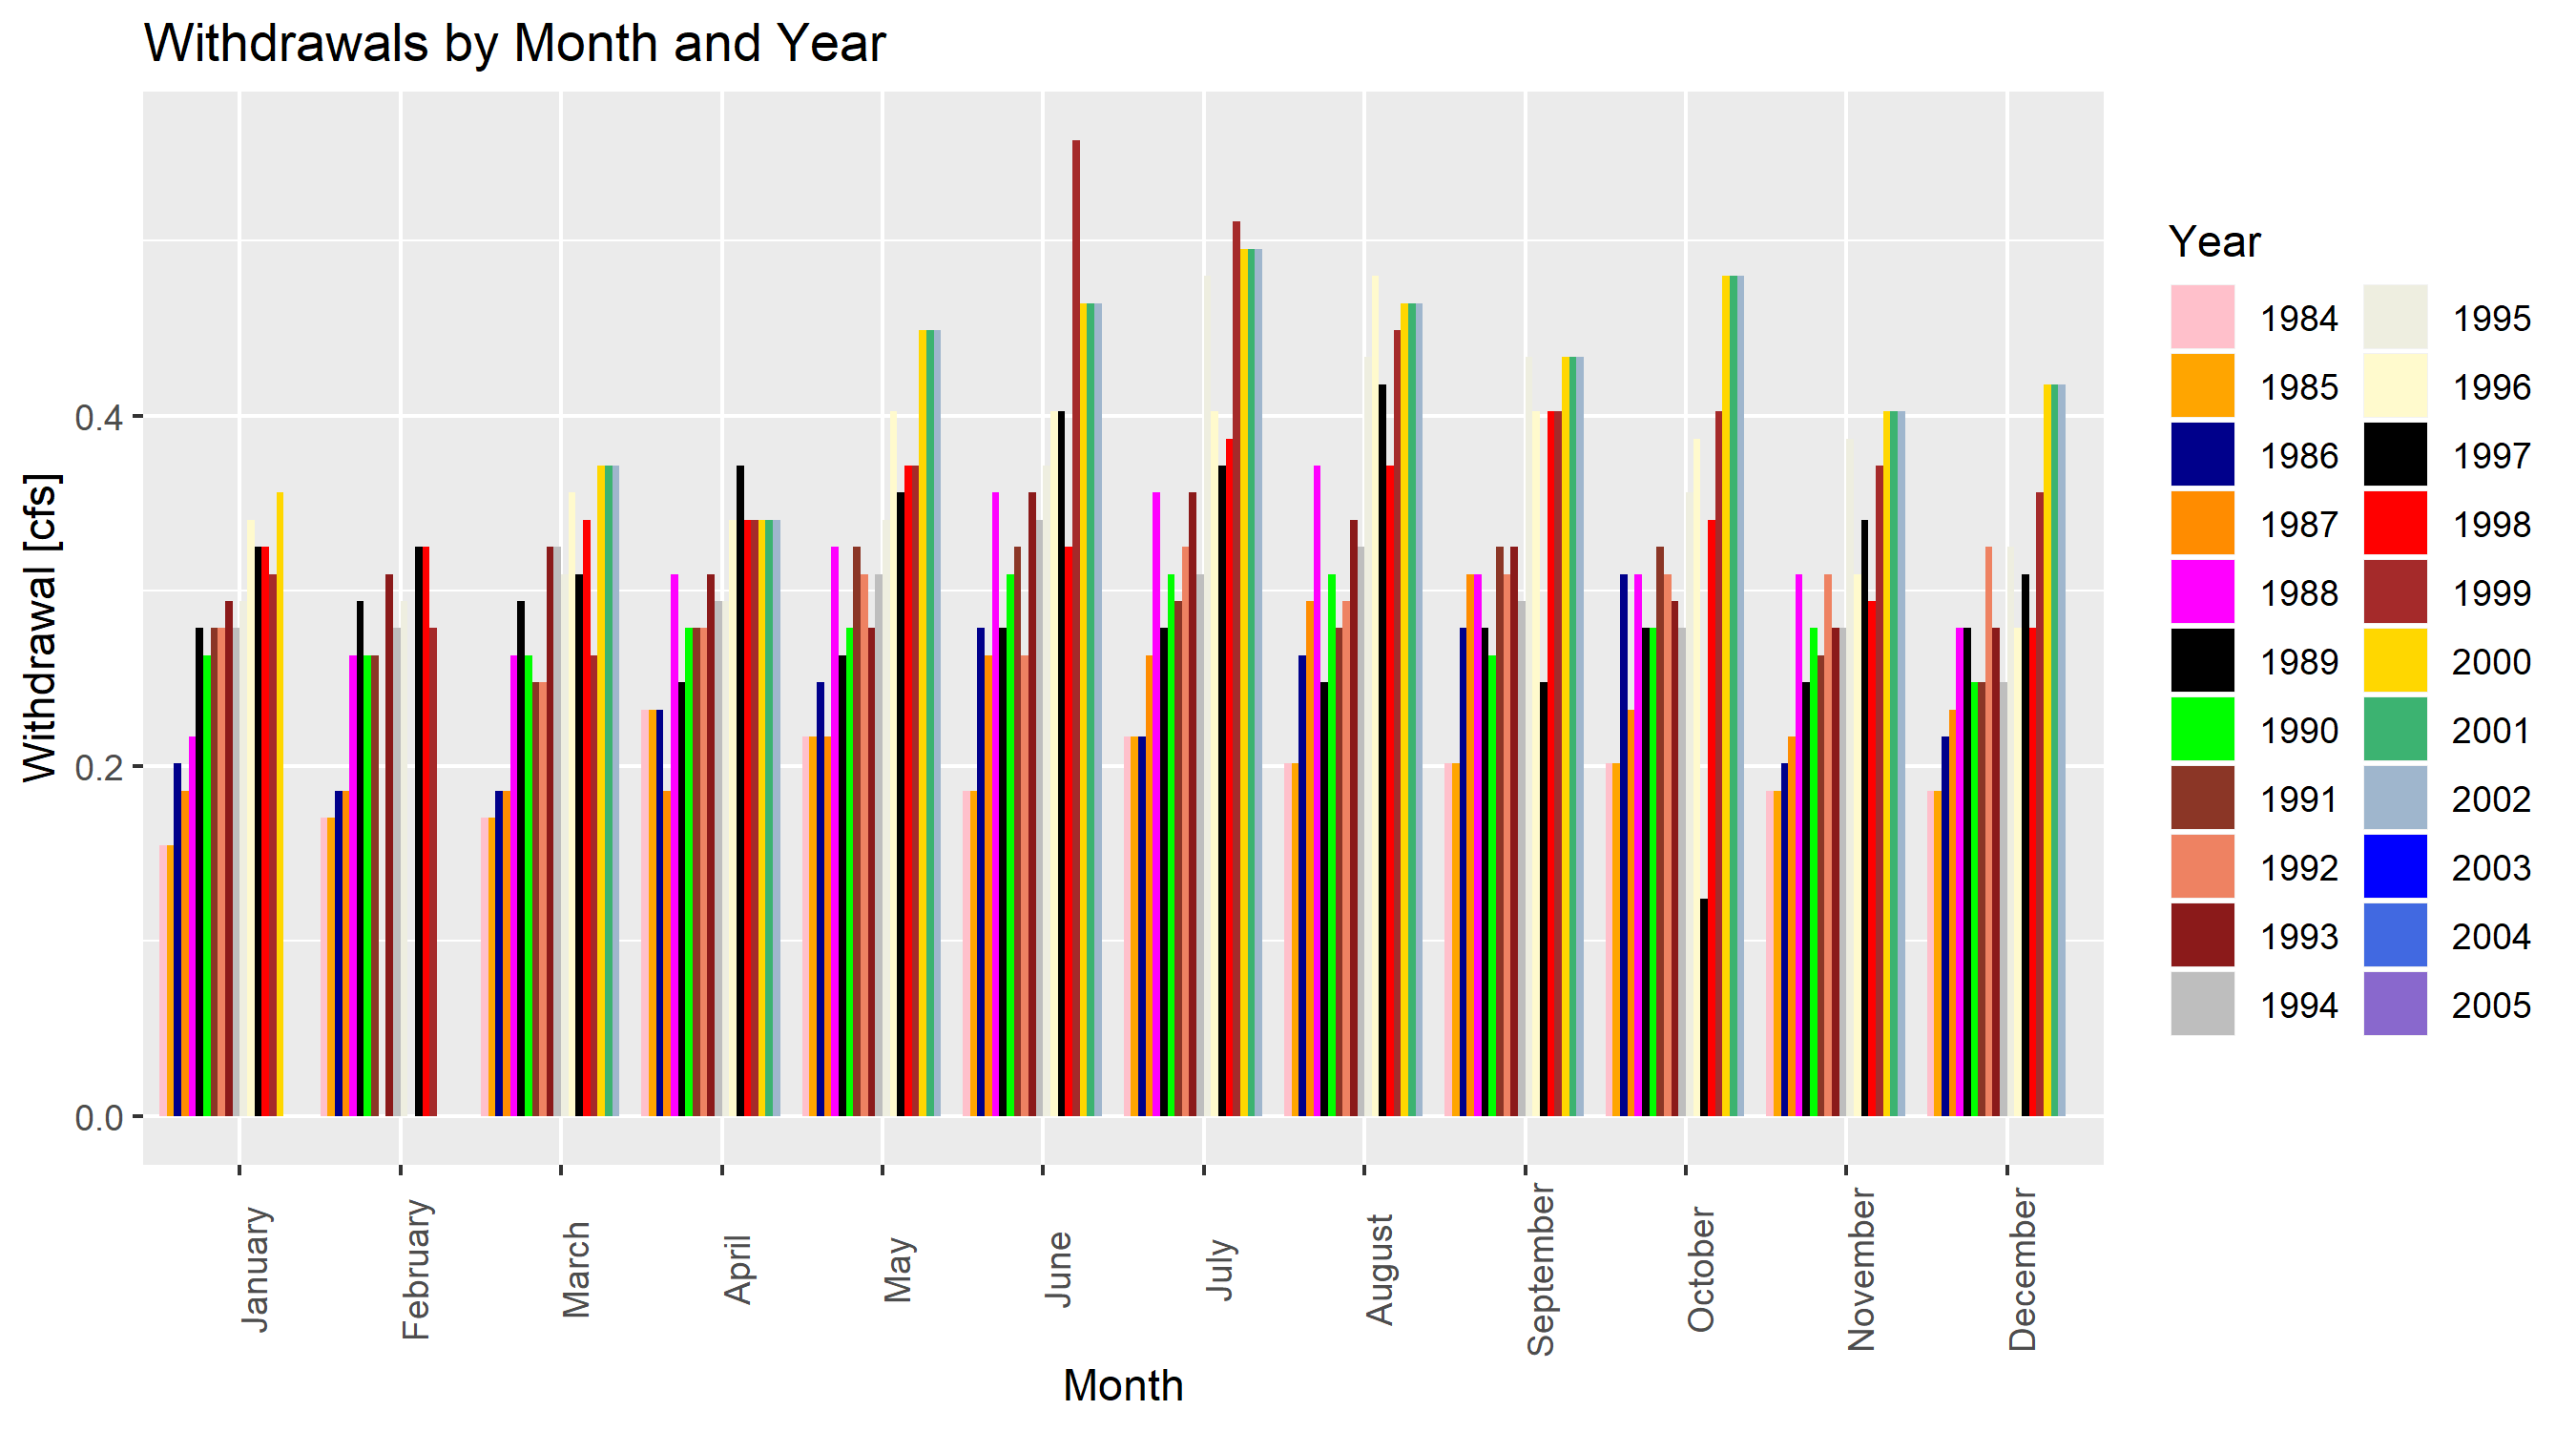 Withdrawals by Month and Year
Withdrawal [cfs]
0.4
0.2
0.0
January
February
March
April
May
June
July
August
September
October
November
December
Month
Year
1984
1985
1986
1987
1988
1989
1990
1991
1992
1993
1994
1995
1996
1997
1998
1999
2000
2001
2002
2003
2004
2005